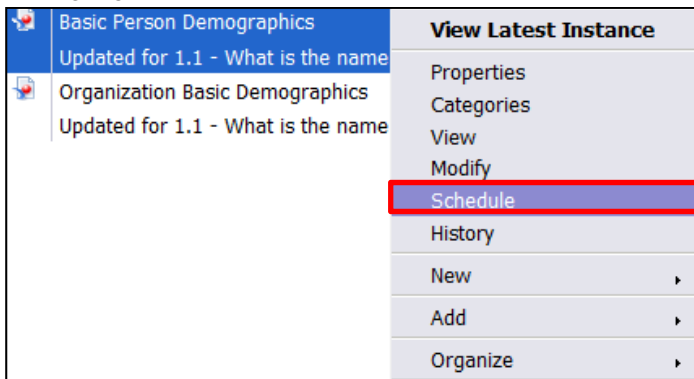 Basic Person Demographics
Updated for 1.1 - What is the name
Organization Basic Demographics
Updated for 1.1 - What is the name
View Latest Instance
Properties
Categories
View
Modify
Schedule
History
New
Add
Organize